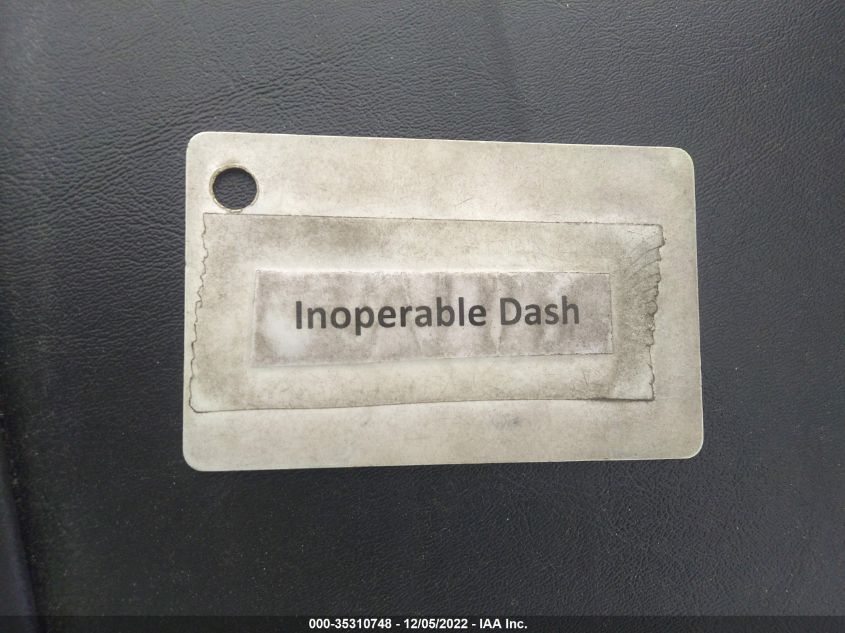 Inoperable Dash
000-35310748 - 12/05/2022 - IAA Inc.